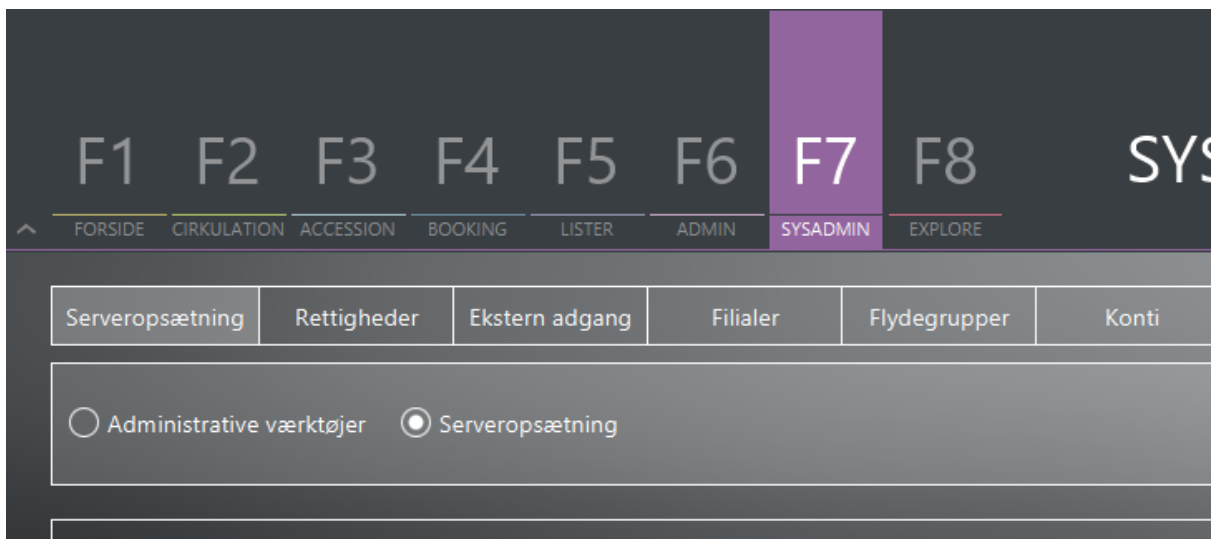 F1 F2 F3 F4 F5 F6 F7 F8 SYS
FORSIDE CIRKULATION ACCESSION BOOKING LISTER ADMIN SYSADMIN EXPLORE
Serveropsætning Rettigheder Ekstern adgang Filialer Flydegrupper Konti
Administrative værktøjer Serveropsætning